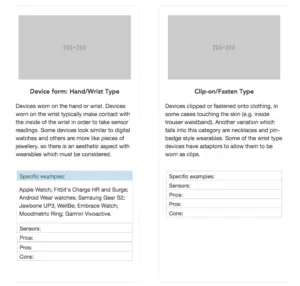 Device form: Hand/Wrist Type
Devices worn on the hand or wrist. Devices
worn on the wrist typically make contact with
the inside of the wrist in order to take sensor
readings. Some devices look similar to digital
watches and others are more like pieces of
jewellery, so there is an aesthetic aspect with
wearables which must be considered.
Specific examples:
Apple Watch; Fitbit's Charge HR and Surge;
Android Wear watches; Samsung Gear S2;
Jawbone UP3; WellBe, Embrace Watch,
Moodmetric Ring; Garmin Vivoactive.
Sensors:
Price:
Pros:
Cons:
Clip-on/Fasten Type
Devices clipped or fastened onto clothing, in
some cases touching the skin (e.g. inside
trouser waistband). Another variation which
falls into this category are necklaces and pin-
badge style wearables. Some of the wrist type
devices have adaptors to allow them to be
worn as clips.
Specific examples:
Sensors:
Price:
Pros:
Cons: